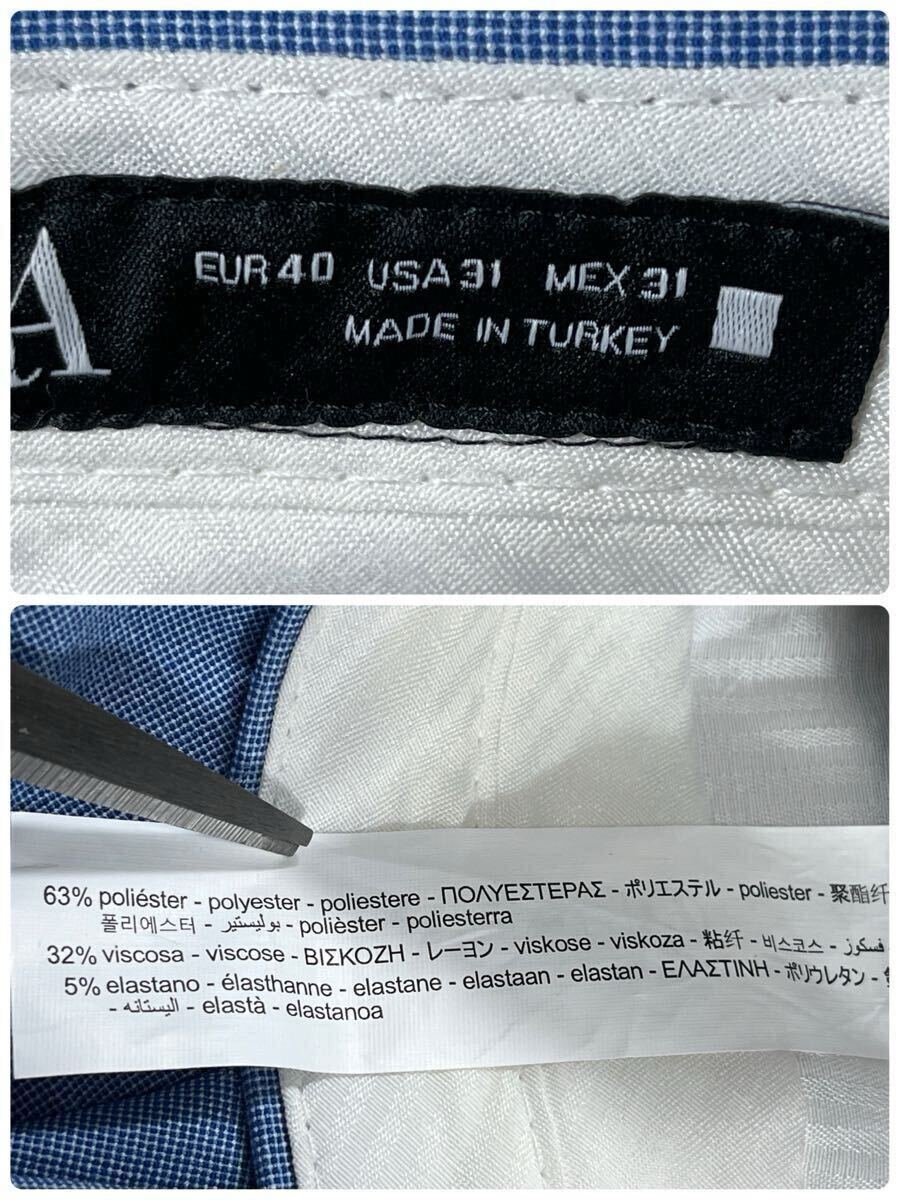 A
EUR 40 USA 31 MEX 31
MADE IN TURKEY
63% poliéster - polyester - poliestere - ΠΟΛΥΕΣΤΕΡΑΣ - ポリエステル - poliester - 聚酯纤
폴리에스터 - بوليستير - polièster - poliesterra
32% viscosa - viscose - ΒΙΣΚΟΖΗ - レーヨン - viskose - viskoza - 粘纤 - 비스코스 - فسكوز -
5% elastano - élasthanne - elastane - elastaan - elastan - ΕΛΑΣΤΙΝΗ - ポリウレタン -
- اليستانه - elastà - elastanoa